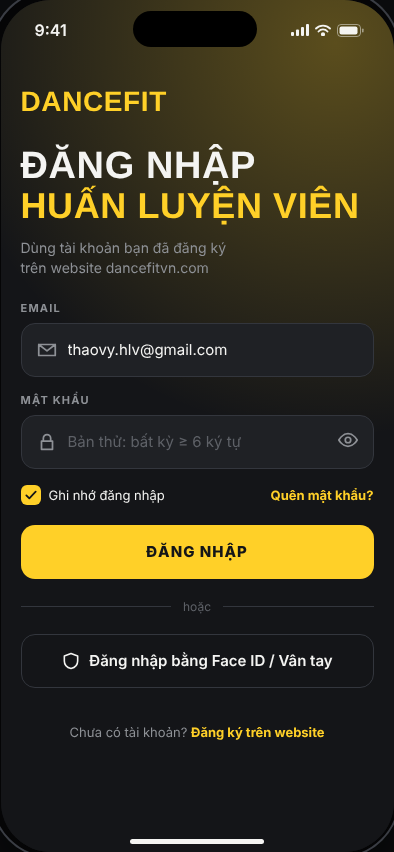 9:41
DANCEFIT
ĐĂNG NHẬP
HUẤN LUYỆN VIÊN
Dùng tài khoản bạn đã đăng ký
trên website dancefitvn.com
EMAIL
thaovy.hlv@gmail.com
MẬT KHẨU
Bản thử: bất kỳ ≥ 6 ký tự
Ghi nhớ đăng nhập
Quên mật khẩu?
ĐĂNG NHẬP
hoặc
Đăng nhập bằng Face ID / Vân tay
Chưa có tài khoản? Đăng ký trên website